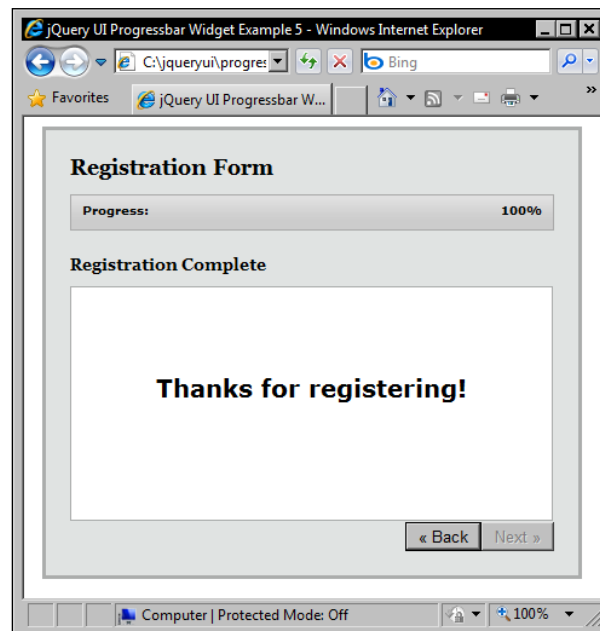 jQuery UI Progressbar Widget Example 5 - Windows Internet Explorer
C:\jqueryui\progres
Bing
Favorites
jQuery UI Progressbar W...
»
Registration Form
Progress: 100%
Registration Complete
Thanks for registering!
« Back Next »
Computer | Protected Mode: Off
100%